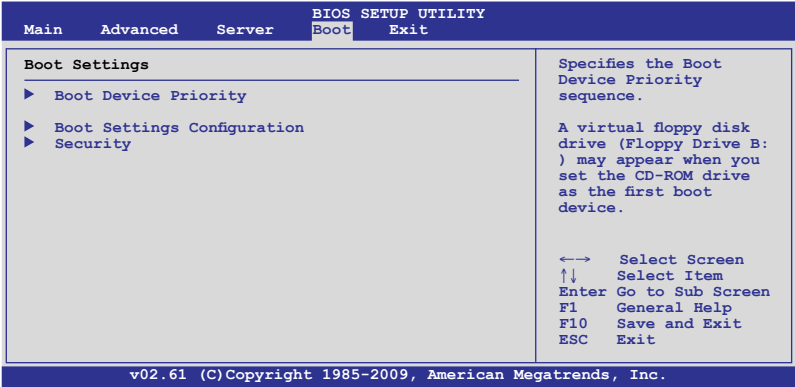 BIOS SETUP UTILITY
Main Advanced Server Boot Exit
Boot Settings
▶ Boot Device Priority
▶ Boot Settings Configuration
▶ Security
Specifies the Boot
Device Priority
sequence.
A virtual floppy disk
drive (Floppy Drive B:
) may appear when you
set the CD-ROM drive
as the first boot
device.
←→ Select Screen
↑↓ Select Item
Enter Go to Sub Screen
F1 General Help
F10 Save and Exit
ESC Exit
v02.61 (C)Copyright 1985-2009, American Megatrends, Inc.